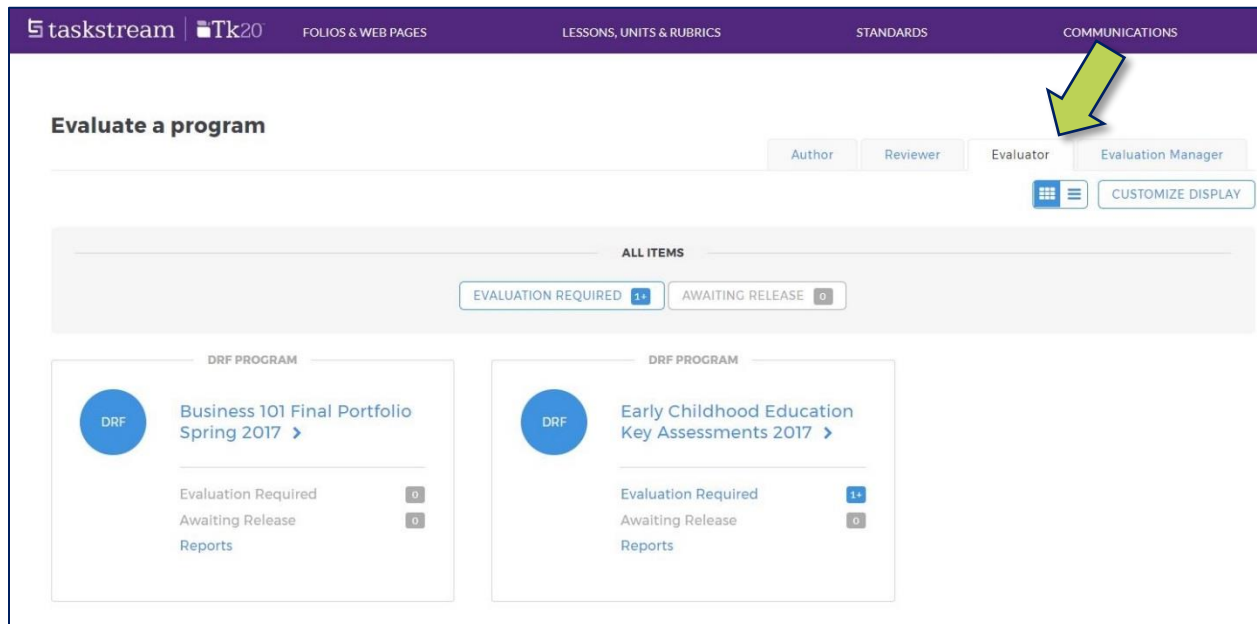 taskstream | Tk20 FOLIOS & WEB PAGES LESSONS, UNITS & RUBRICS STANDARDS COMMUNICATIONS
Evaluate a program
Author Reviewer Evaluator Evaluation Manager
CUSTOMIZE DISPLAY
ALL ITEMS
EVALUATION REQUIRED 1+ AWAITING RELEASE 0
DRF PROGRAM
DRF
Business 101 Final Portfolio
Spring 2017 >
Evaluation Required 0
Awaiting Release 0
Reports
DRF PROGRAM
DRF
Early Childhood Education
Key Assessments 2017 >
Evaluation Required 1+
Awaiting Release 0
Reports